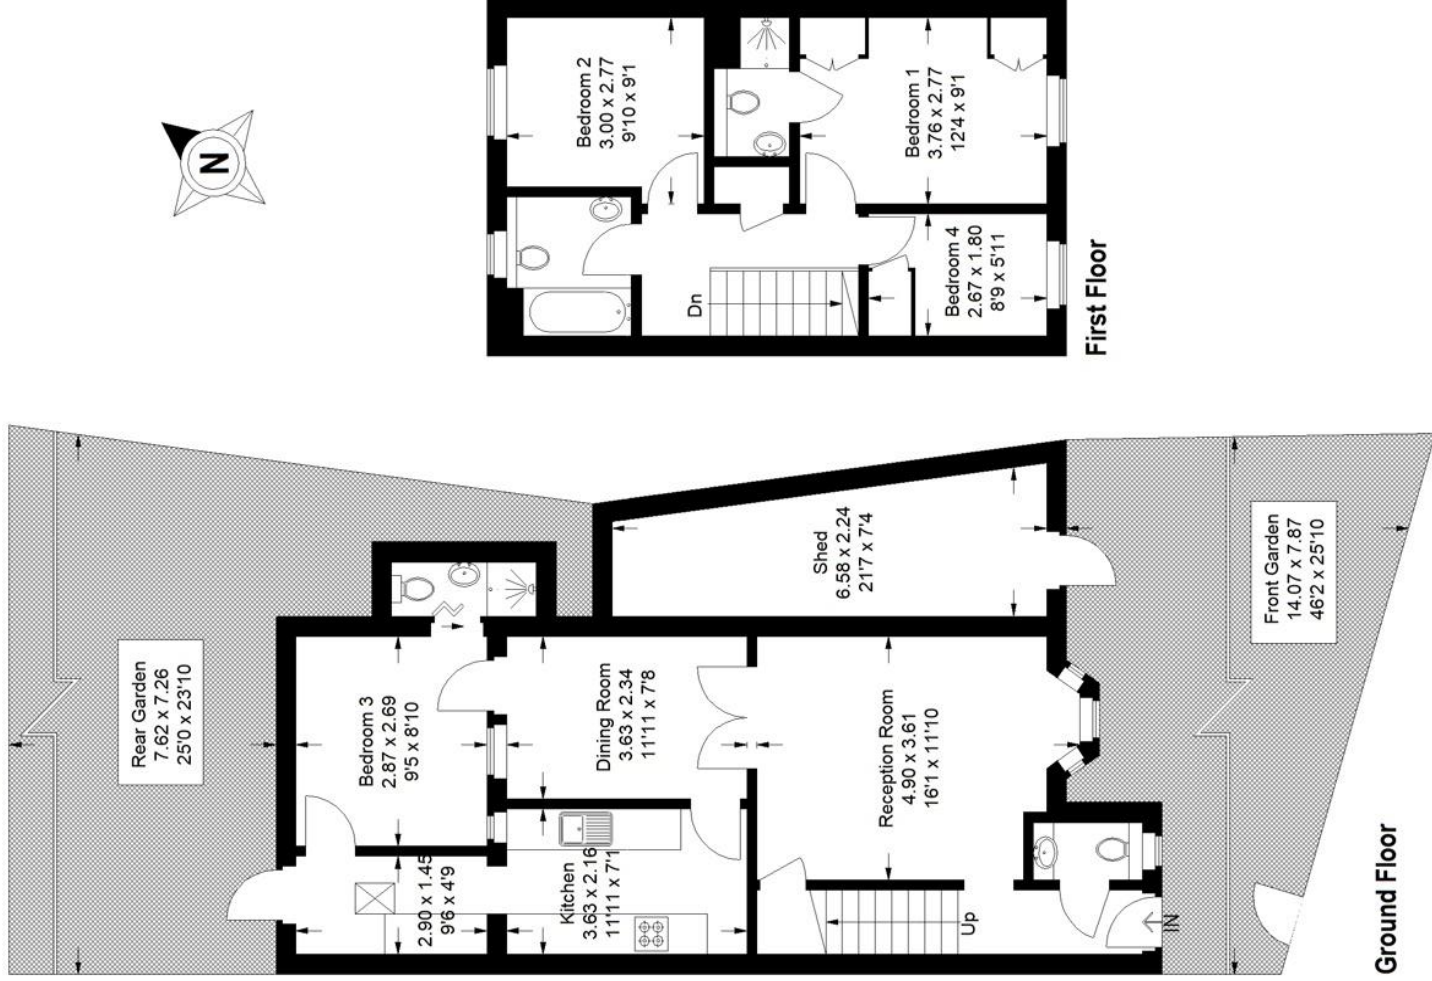 N
Rear Garden
7.62 x 7.26
25'0 x 23'10
Bedroom 3
2.87 x 2.69
9'5 x 8'10
2.90 x 1.45
9'6 x 4'9
Dining Room
3.63 x 2.34
11'11 x 7'8
Kitchen
3.63 x 2.16
11'11 x 7'1
Shed
6.58 x 2.24
21'7 x 7'4
Reception Room
4.90 x 3.61
16'1 x 11'10
Up
IN
Front Garden
14.07 x 7.87
46'2 x 25'10
Ground Floor
Bedroom 2
3.00 x 2.77
9'10 x 9'1
Bedroom 1
3.76 x 2.77
12'4 x 9'1
Dn
Bedroom 4
2.67 x 1.80
8'9 x 5'11
First Floor